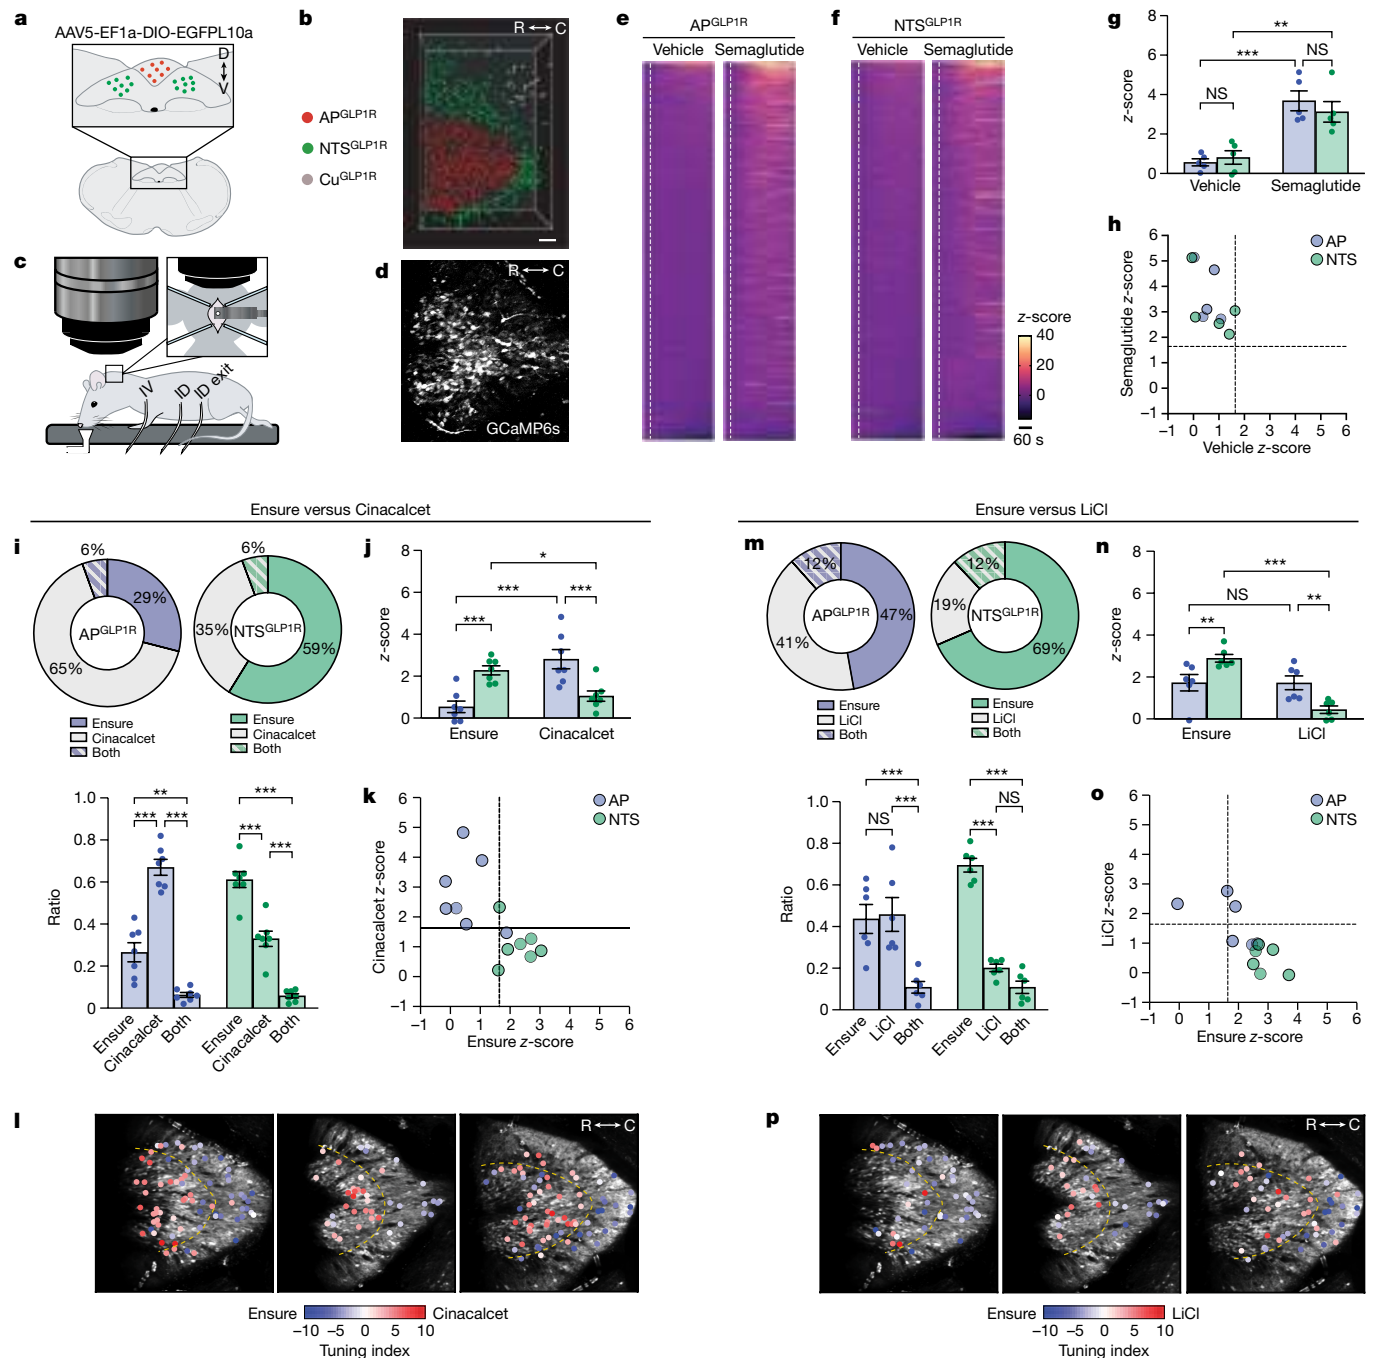 a
AAV5-EF1a-DIO-EGFPL10a
D
V
b
R C
AP^GLP1R
NTS^GLP1R
Cu^GLP1R
c
IV
ID
ID exit
d
R C
GCaMP6s
e
AP^GLP1R
Vehicle Semaglutide
f
NTS^GLP1R
Vehicle Semaglutide
z-score
40
20
0
60 s
g
z-score
8
6
4
2
0
NS
***
**
NS
Vehicle Semaglutide
h
Semaglutide z-score
6
5
4
3
2
1
0
−1
−1 0 1 2 3 4 5 6
Vehicle z-score
AP
NTS
Ensure versus Cinacalcet
i
6%
29%
65%
AP^GLP1R
Ensure
Cinacalcet
Both
6%
35%
59%
NTS^GLP1R
Ensure
Cinacalcet
Both
Ratio
1.0
0.8
0.6
0.4
0.2
0
**
*** ***
***
***
***
Ensure
Cinacalcet
Both
Ensure
Cinacalcet
Both
j
z-score
8
6
4
2
0
*
***
***
***
Ensure Cinacalcet
k
Cinacalcet z-score
6
5
4
3
2
1
0
−1
−1 0 1 2 3 4 5 6
Ensure z-score
AP
NTS
l
R C
Ensure Cinacalcet
−10 −5 0 5 10
Tuning index
Ensure versus LiCl
m
12%
47%
41%
AP^GLP1R
Ensure
LiCl
Both
12%
19%
69%
NTS^GLP1R
Ensure
LiCl
Both
Ratio
1.0
0.8
0.6
0.4
0.2
0
***
***
NS
***
NS
***
Ensure
LiCl
Both
Ensure
LiCl
Both
n
z-score
8
6
4
2
0
***
NS
**
**
Ensure LiCl
o
LiCl z-score
6
5
4
3
2
1
0
−1
−1 0 1 2 3 4 5 6
Ensure z-score
AP
NTS
p
R C
Ensure LiCl
−10 −5 0 5 10
Tuning index